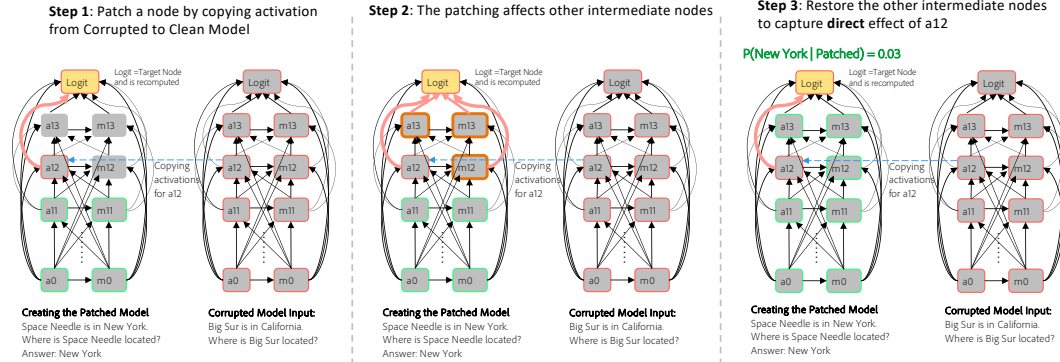 Step 1: Patch a node by copying activation
from Corrupted to Clean Model
Logit
Logit =Target Node
and is recomputed
Logit
a13
m13
a13
m13
a12
m12
a12
m12
Copying
activations
for a12
a11
m11
a11
m11
a0
m0
a0
m0
Creating the Patched Model
Space Needle is in New York.
Where is Space Needle located?
Answer: New York
Corrupted Model Input:
Big Sur is in California.
Where is Big Sur located?
Step 2: The patching affects other intermediate nodes
Logit
Logit =Target Node
and is recomputed
Logit
a13
m13
a13
m13
a12
m12
a12
m12
Copying
activations
for a12
a11
m11
a11
m11
a0
m0
a0
m0
Creating the Patched Model
Space Needle is in New York.
Where is Space Needle located?
Answer: New York
Corrupted Model Input:
Big Sur is in California.
Where is Big Sur located?
Step 3: Restore the other intermediate nodes
to capture direct effect of a12
P(New York | Patched) = 0.03
Logit
Logit =Target Node
and is recomputed
Logit
a13
m13
a13
m13
a12
m12
a12
m12
Copying
activations
for a12
a11
m11
a11
m11
a0
m0
a0
m0
Creating the Patched Model
Space Needle is in New York.
Where is Space Needle located?
Answer: New York
Corrupted Model Input:
Big Sur is in California.
Where is Big Sur located?